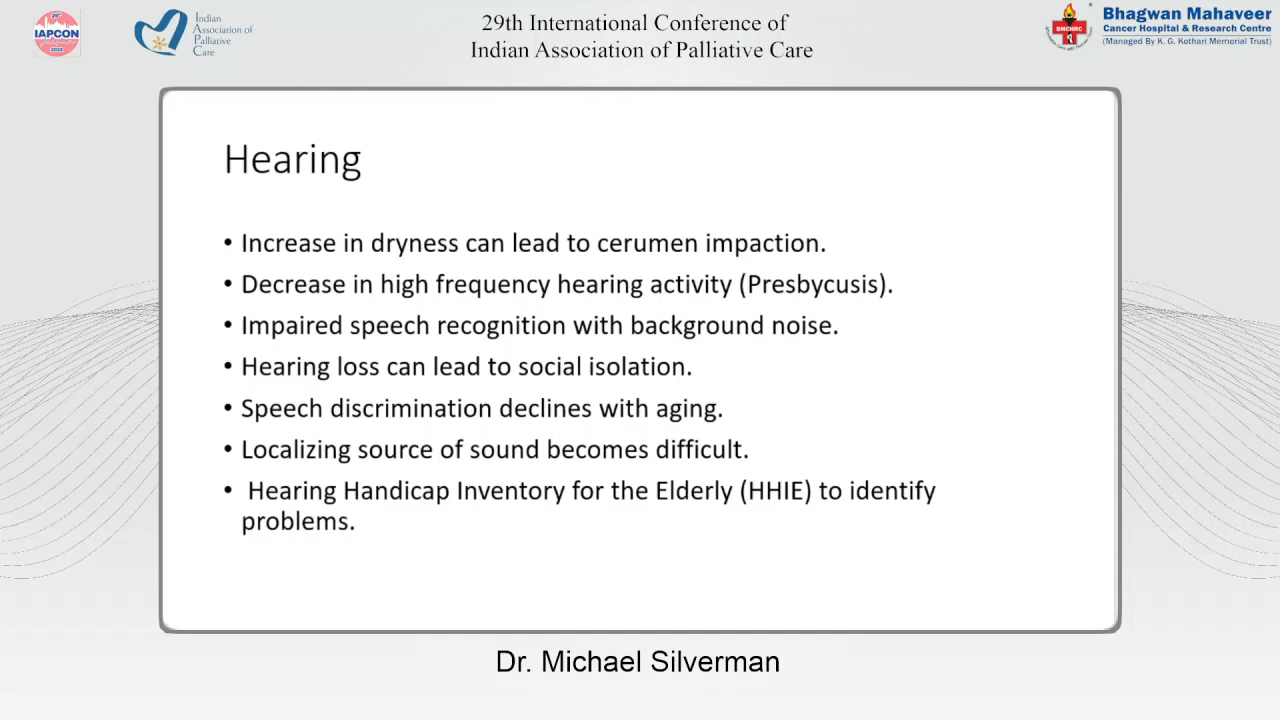 29th
IAPCON
2022
Indian
Association of
Palliative
Care
29th International Conference of
Indian Association of Palliative Care
BMCHRC
Bhagwan Mahaveer
Cancer Hospital & Research Centre
(Managed By K. G. Kothari Memorial Trust)
Hearing
• Increase in dryness can lead to cerumen impaction.
• Decrease in high frequency hearing activity (Presbycusis).
• Impaired speech recognition with background noise.
• Hearing loss can lead to social isolation.
• Speech discrimination declines with aging.
• Localizing source of sound becomes difficult.
• Hearing Handicap Inventory for the Elderly (HHIE) to identify
problems.
Dr. Michael Silverman